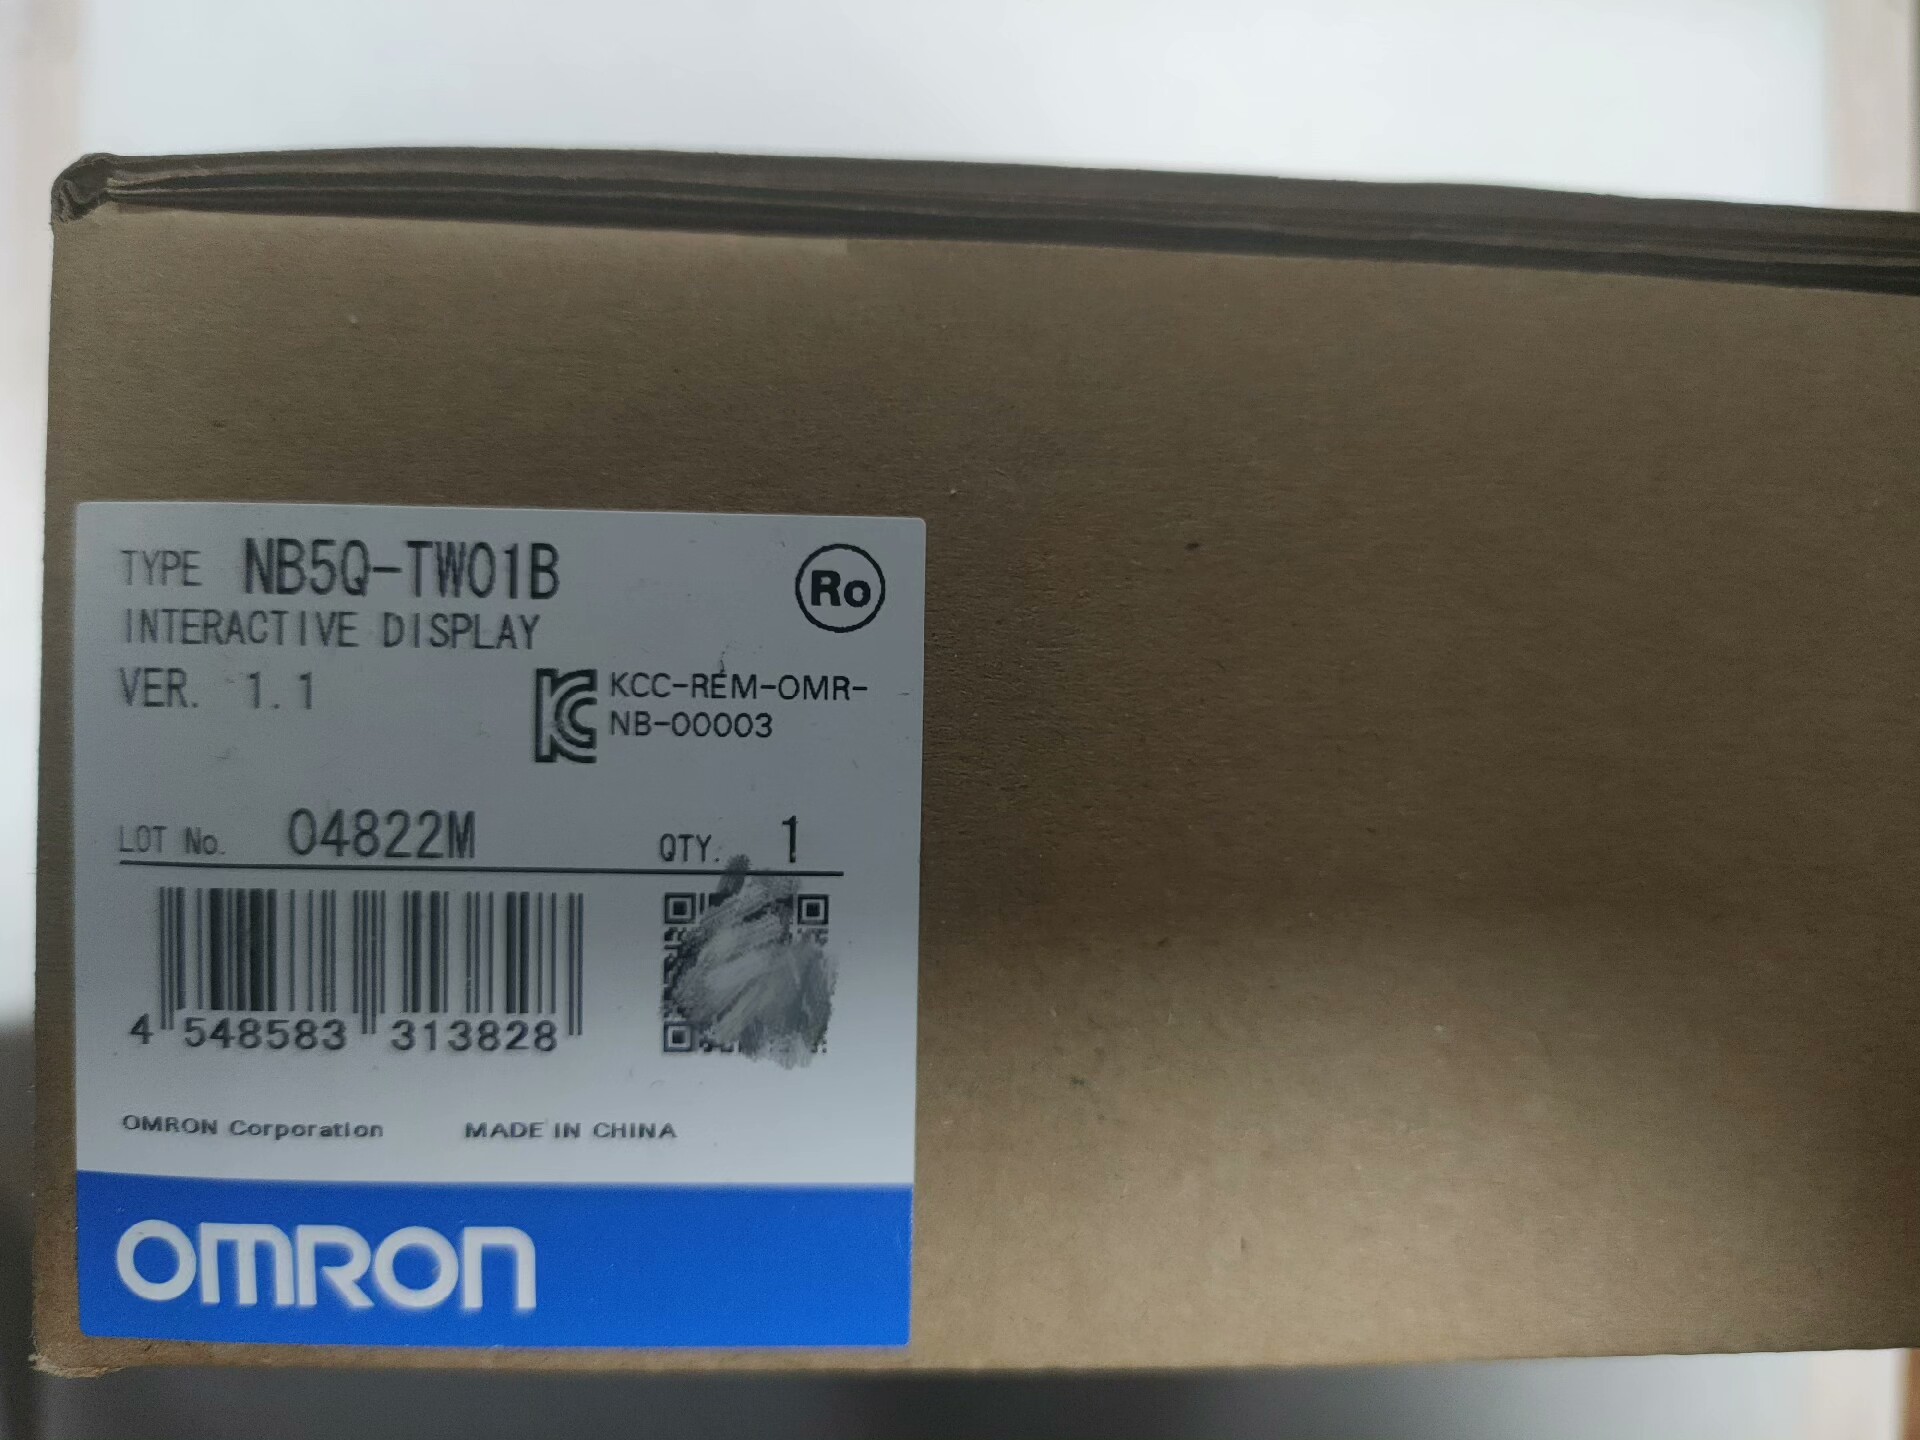 TYPE NB5Q-TW01B
Ro
INTERACTIVE DISPLAY
VER. 1.1
KC
KCC-REM-OMR-
NB-00003
LOT No. 04822M QTY. 1
4 548583 313828
OMRON Corporation MADE IN CHINA
OMRON